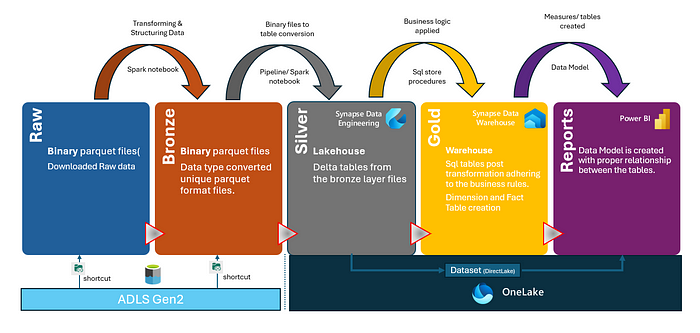 Transforming &
Structuring Data
Binary files to
table conversion
Business logic
applied
Measures/ tables
created
Spark notebook
Pipeline/ Spark
notebook
Sql store
procedures
Data Model
Raw
Binary parquet files(
Downloaded Raw data
Bronze
Binary parquet files
Data type converted
unique parquet
format files.
Silver
Synapse Data
Engineering
Lakehouse
Delta tables from
the bronze layer files
Gold
Synapse Data
Warehouse
Warehouse
Sql tables post
transformation adhering
to the business rules.
Dimension and Fact
Table creation
Reports
Power BI
Data Model is created
with proper relationship
between the tables.
shortcut
shortcut
ADLS Gen2
Dataset (DirectLake)
OneLake